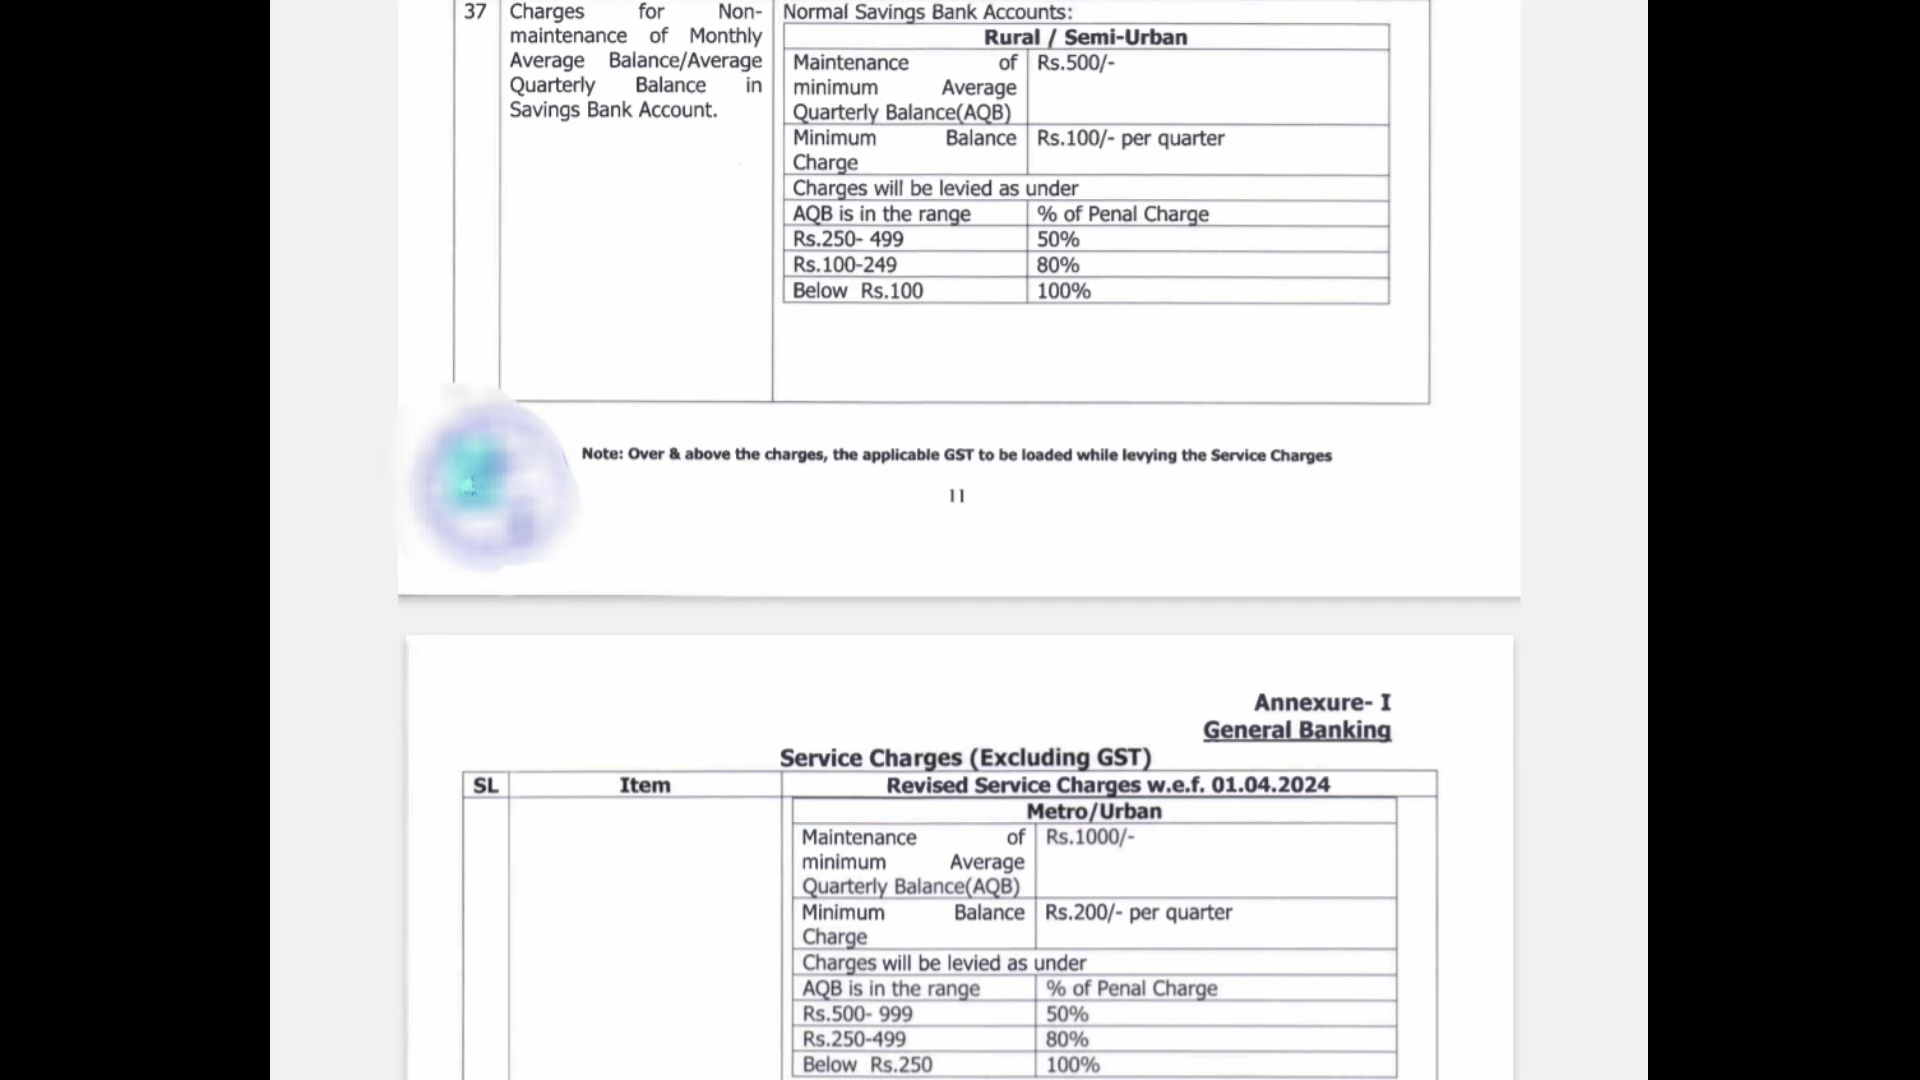 37 Charges for Non- Normal Savings Bank Accounts:
maintenance of Monthly Rural / Semi-Urban
Average Balance/Average Maintenance of Rs.500/-
Quarterly Balance in minimum Average
Savings Bank Account. Quarterly Balance(AQB)
Minimum Balance Rs.100/- per quarter
Charge
Charges will be levied as under
AQB is in the range % of Penal Charge
Rs.250- 499 50%
Rs.100-249 80%
Below Rs.100 100%
Note: Over & above the charges, the applicable GST to be loaded while levying the Service Charges
11
Annexure- I
General Banking
Service Charges (Excluding GST)
SL Item Revised Service Charges w.e.f. 01.04.2024
Metro/Urban
Maintenance of Rs.1000/-
minimum Average
Quarterly Balance(AQB)
Minimum Balance Rs.200/- per quarter
Charge
Charges will be levied as under
AQB is in the range % of Penal Charge
Rs.500- 999 50%
Rs.250-499 80%
Below Rs.250 100%